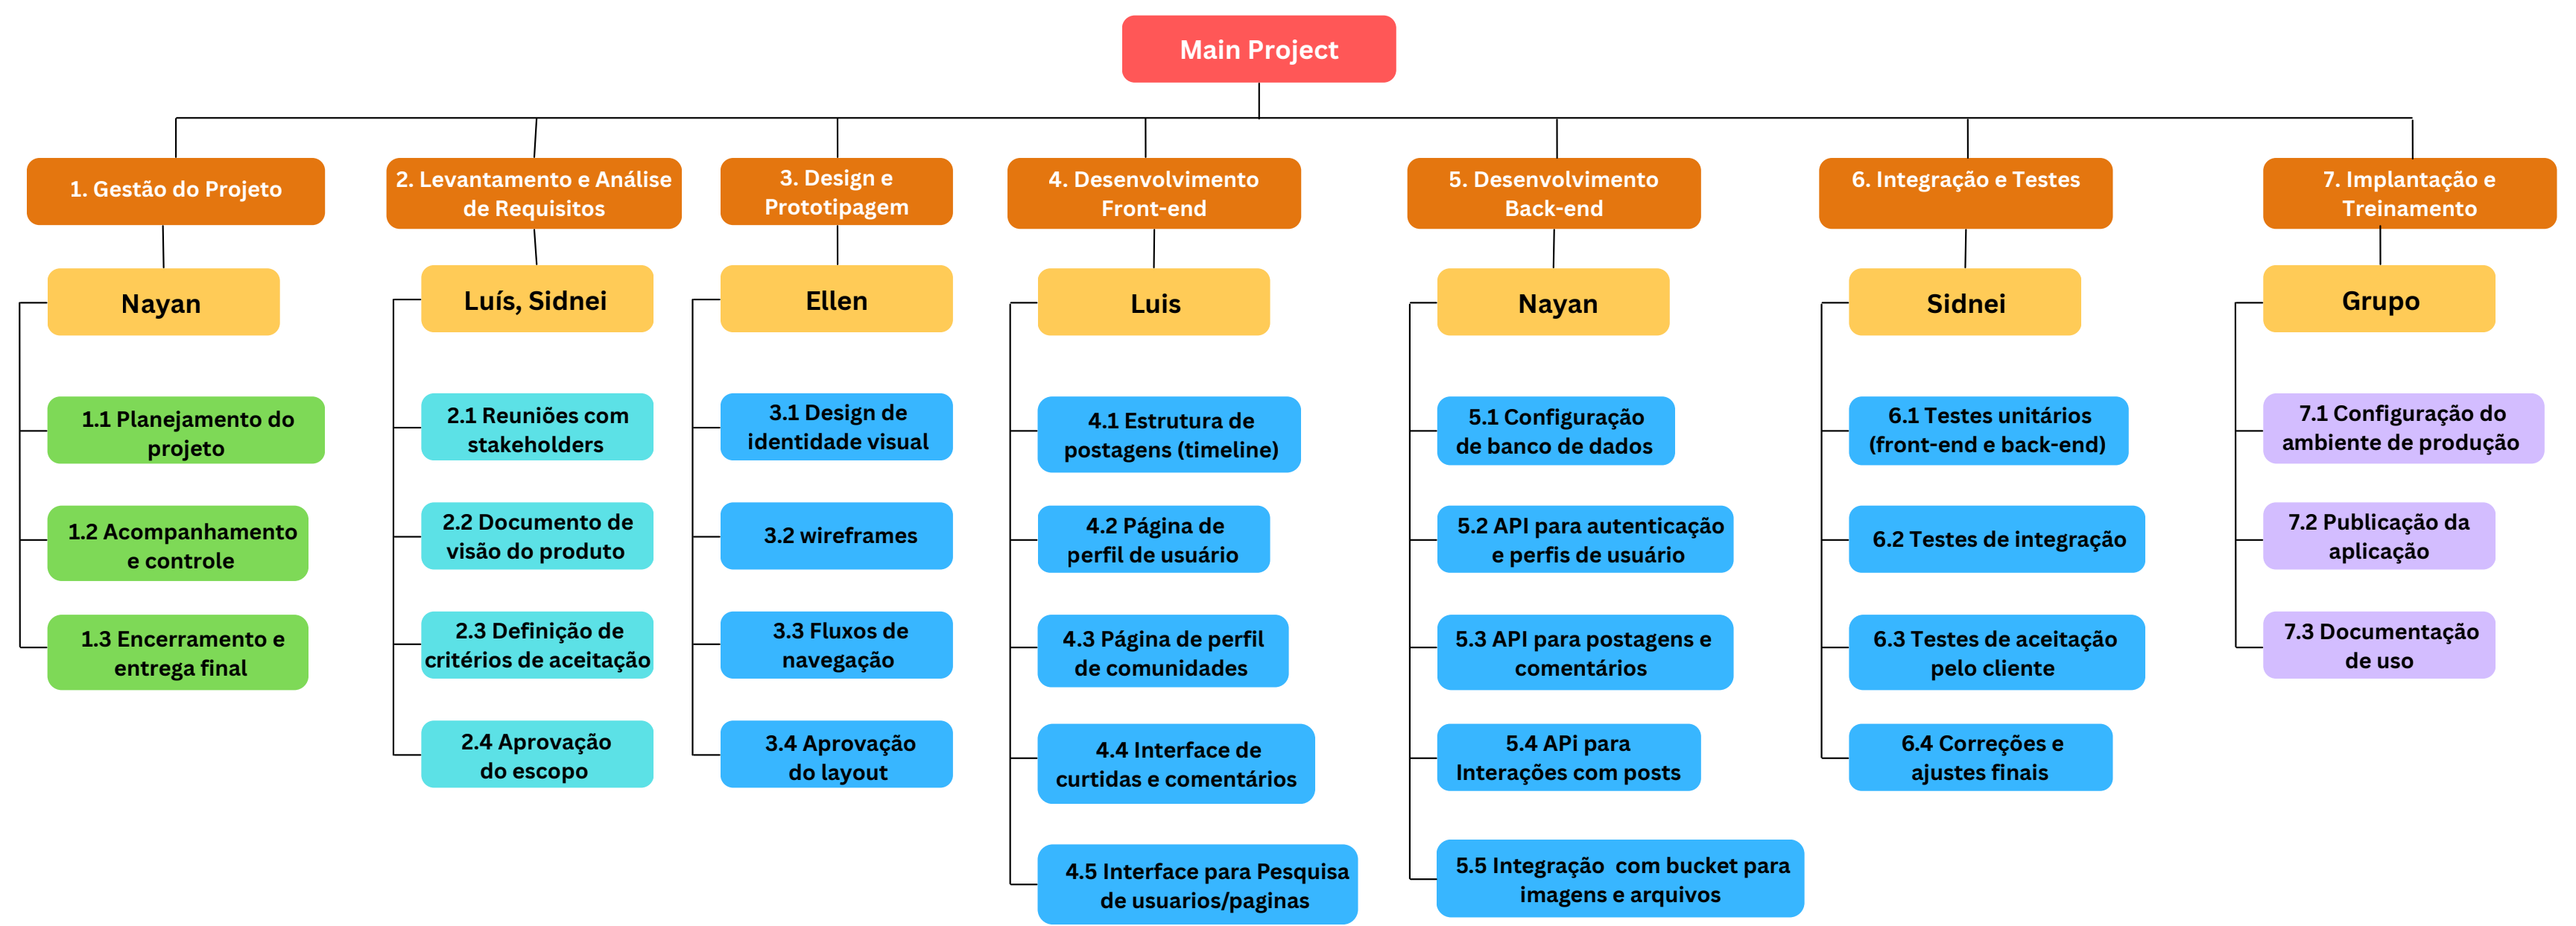 Main Project
1. Gestão do Projeto
2. Levantamento e Análise
de Requisitos
3. Design e
Prototipagem
4. Desenvolvimento
Front-end
5. Desenvolvimento
Back-end
6. Integração e Testes
7. Implantação e
Treinamento
Nayan
Luís, Sidnei
Ellen
Luis
Nayan
Sidnei
Grupo
1.1 Planejamento do
projeto
1.2 Acompanhamento
e controle
1.3 Encerramento e
entrega final
2.1 Reuniões com
stakeholders
2.2 Documento de
visão do produto
2.3 Definição de
critérios de aceitação
2.4 Aprovação
do escopo
3.1 Design de
identidade visual
3.2 wireframes
3.3 Fluxos de
navegação
3.4 Aprovação
do layout
4.1 Estrutura de
postagens (timeline)
4.2 Página de
perfil de usuário
4.3 Página de perfil
de comunidades
4.4 Interface de
curtidas e comentários
4.5 Interface para Pesquisa
de usuarios/paginas
5.1 Configuração
de banco de dados
5.2 API para autenticação
e perfis de usuário
5.3 API para postagens e
comentários
5.4 APi para
Interações com posts
5.5 Integração  com bucket para
imagens e arquivos
6.1 Testes unitários
(front-end e back-end)
6.2 Testes de integração
6.3 Testes de aceitação
pelo cliente
6.4 Correções e
ajustes finais
7.1 Configuração do
ambiente de produção
7.2 Publicação da
aplicação
7.3 Documentação
de uso